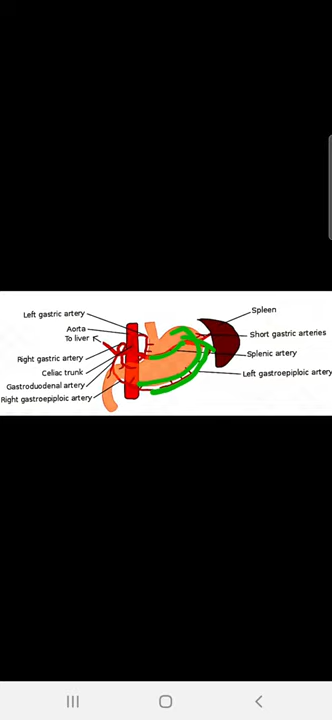 Left gastric artery
Aorta
To liver
Right gastric artery
Celiac trunk
Gastroduodenal artery
Right gastroepiploic artery
Spleen
Short gastric arteries
Splenic artery
Left gastroepiploic artery